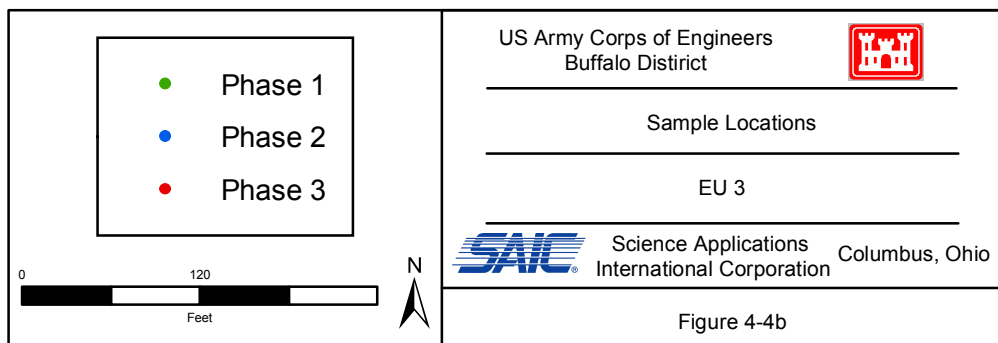 Phase 1
Phase 2
Phase 3
0 120
Feet
N
US Army Corps of Engineers
Buffalo Distirict
Sample Locations
EU 3
SAIC®
Science Applications
International Corporation
Columbus, Ohio
Figure 4-4b